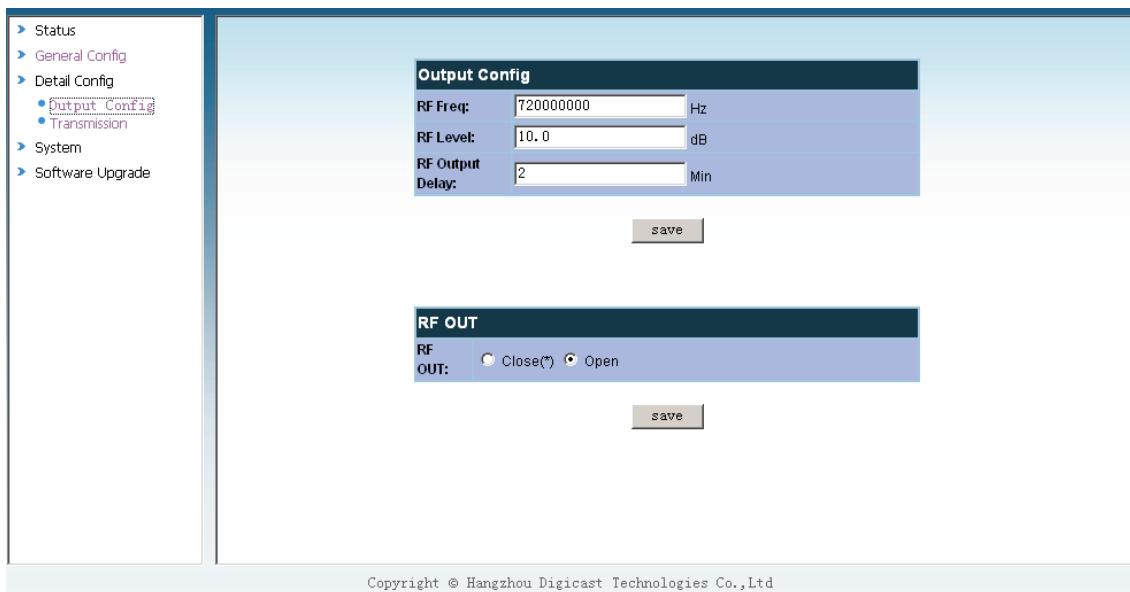 Status
General Config
Detail Config
Output Config
Transmission
System
Software Upgrade
Output Config
RF Freq: 720000000 Hz
RF Level: 10.0 dB
RF Output
Delay: 2 Min
save
RF OUT
RF
OUT: Close(*) Open
save
Copyright © Hangzhou Digicast Technologies Co.,Ltd